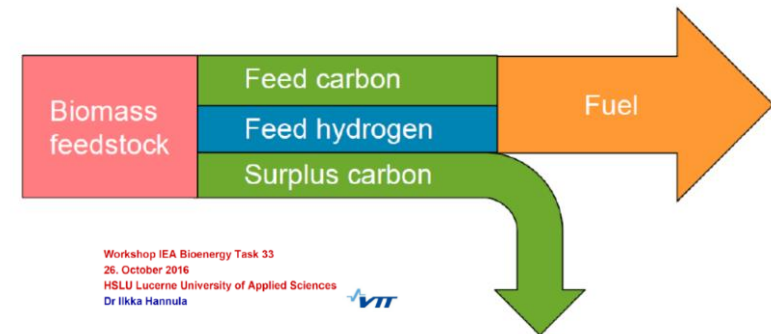 Biomass
feedstock
Feed carbon
Feed hydrogen
Surplus carbon
Fuel
Workshop IEA Bioenergy Task 33
26. October 2016
HSLU Lucerne University of Applied Sciences
Dr Ilkka Hannula
VTT